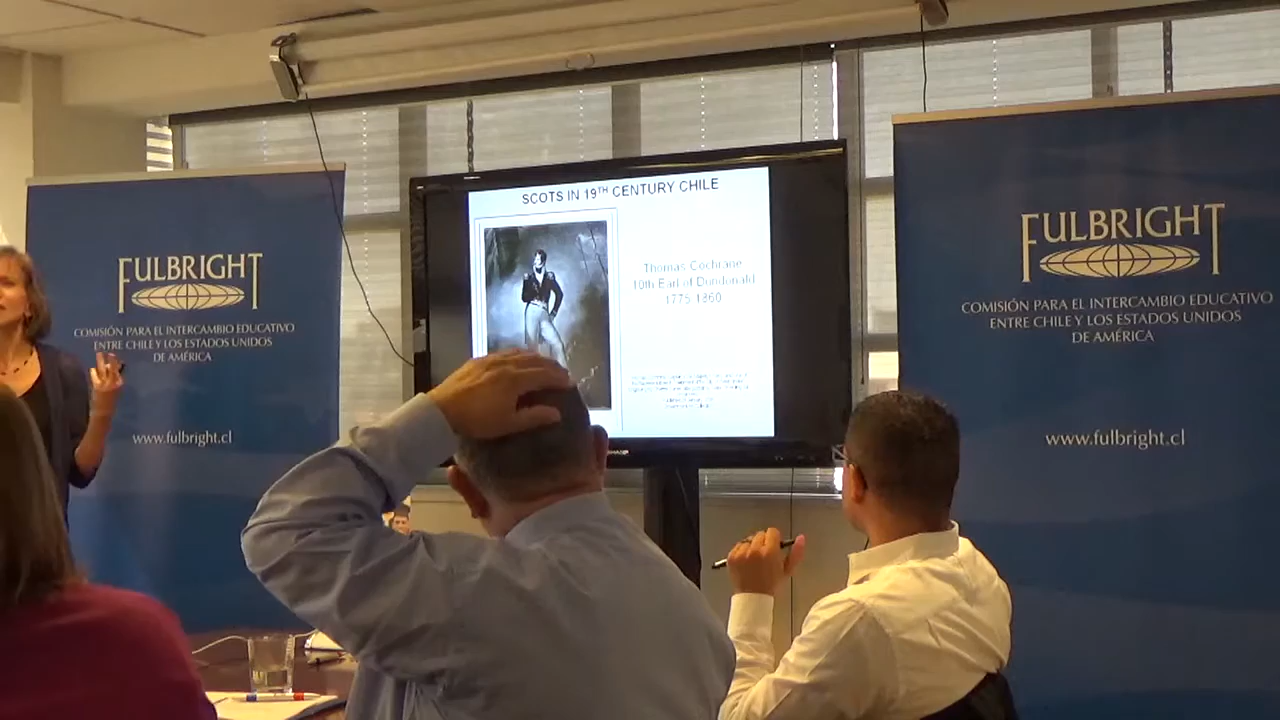 FULBRIGHT
COMISIÓN PARA EL INTERCAMBIO EDUCATIVO
ENTRE CHILE Y LOS ESTADOS UNIDOS
DE AMÉRICA
www.fulbright.cl
SCOTS IN 19TH CENTURY CHILE
Thomas Cochrane
10th Earl of Dundonald
1775-1860
FULBRIGHT
COMISIÓN PARA EL INTERCAMBIO EDUCATIVO
ENTRE CHILE Y LOS ESTADOS UNIDOS
DE AMÉRICA
www.fulbright.cl